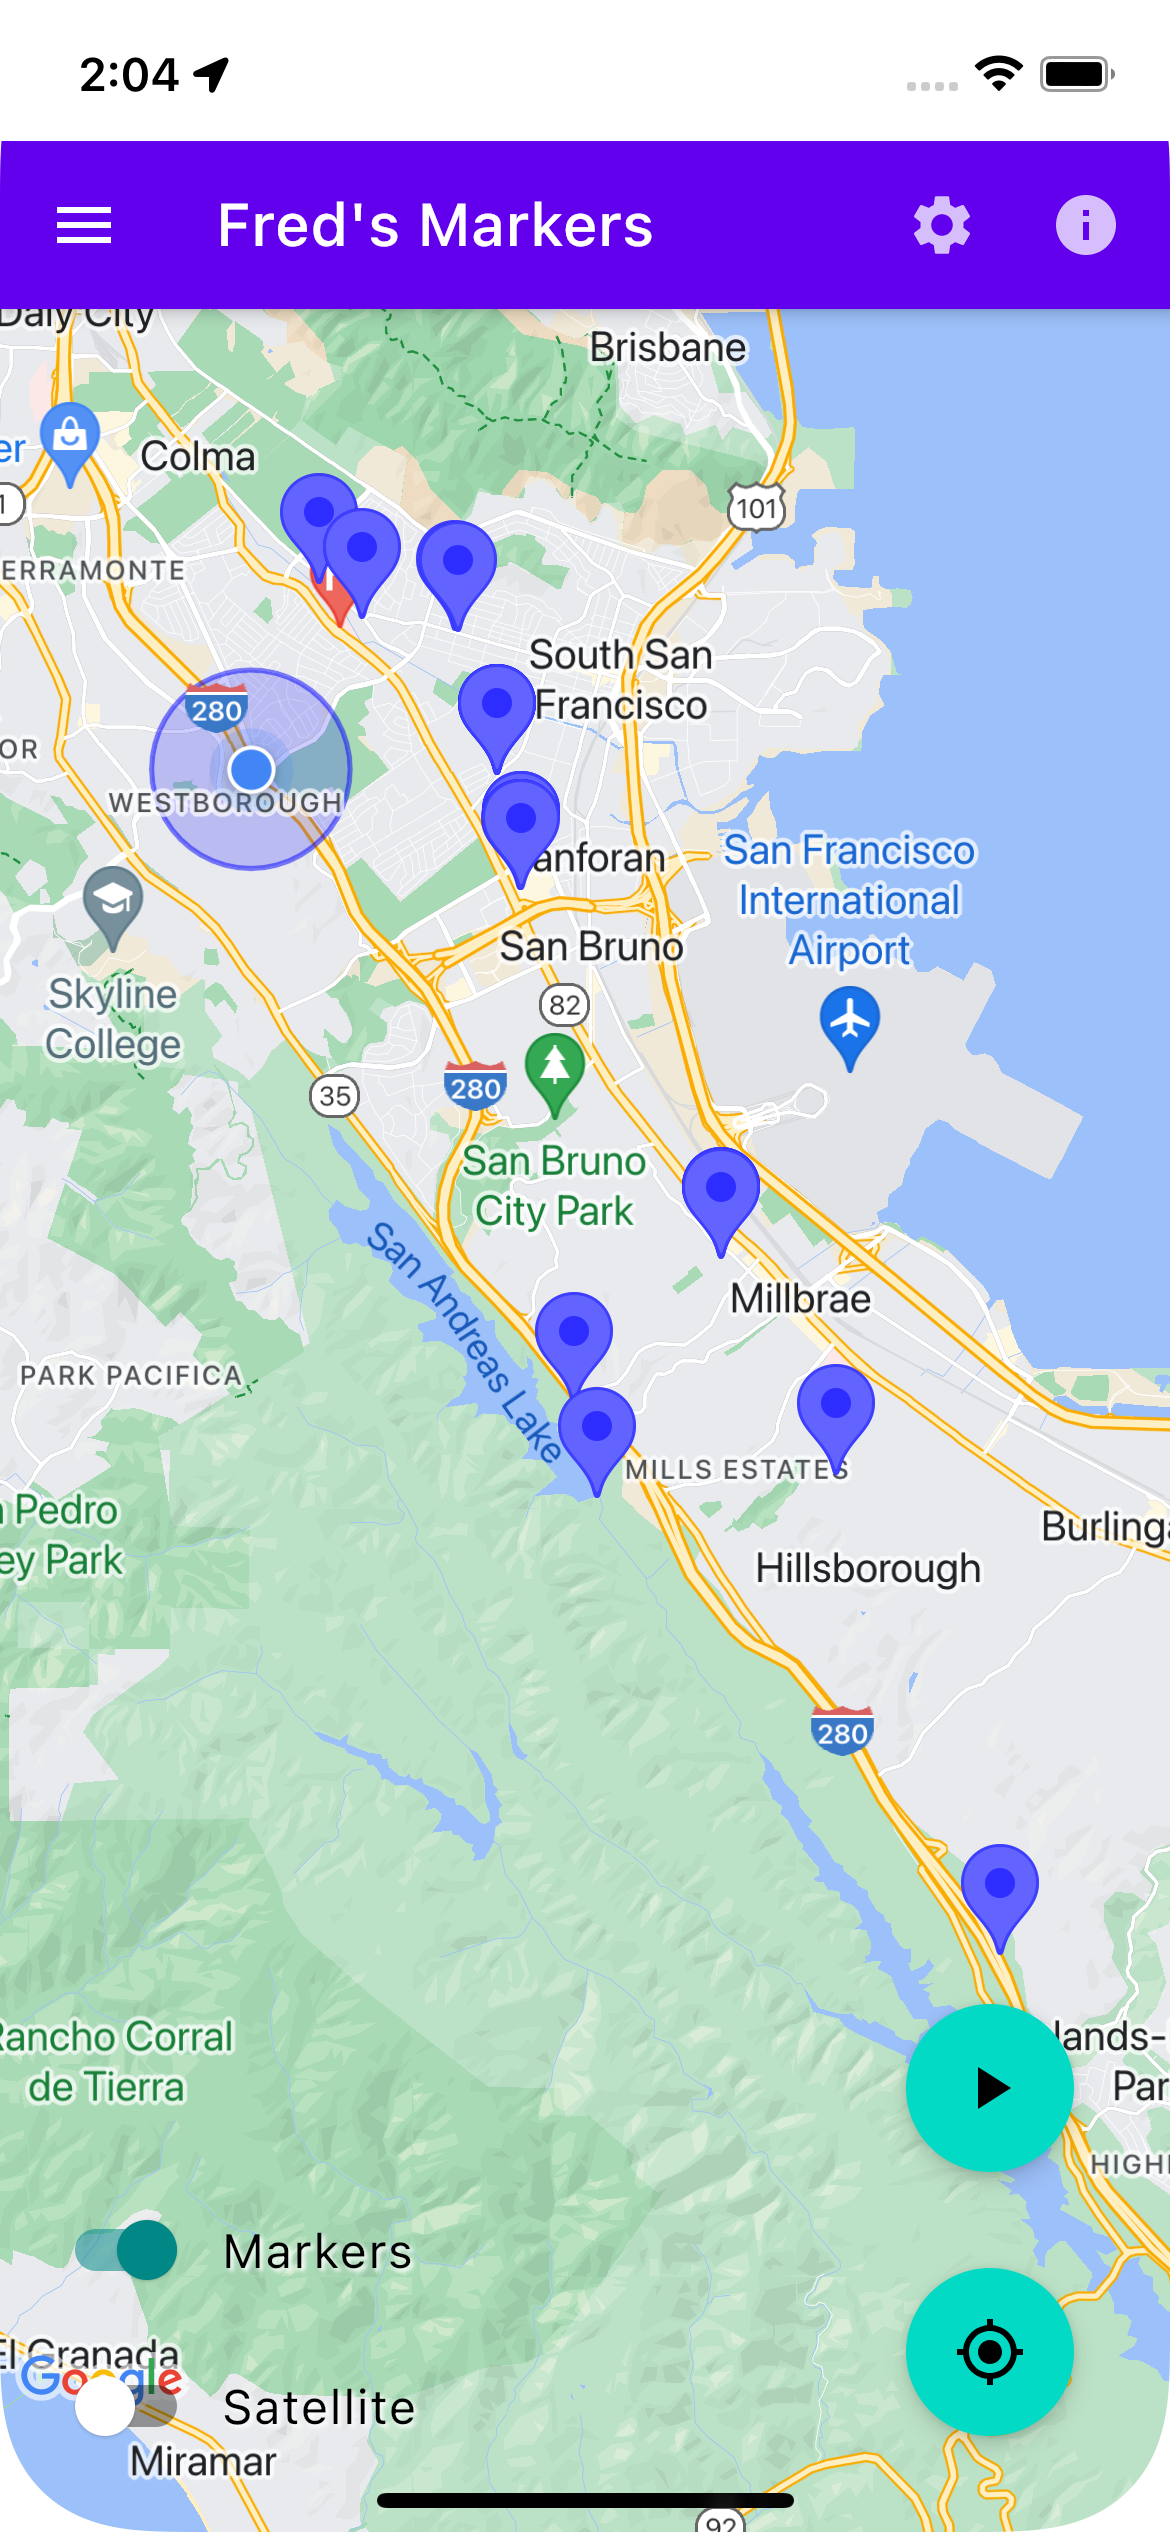 2:04
Fred's Markers
Daly City
Brisbane
er
Colma
1
101
ERRAMONTE
South San
Francisco
280
OR
WESTBOROUGH
anforan
San Francisco
International
Airport
San Bruno
Skyline
College
82
280
35
San Bruno
City Park
San Andreas Lake
Millbrae
PARK PACIFICA
MILLS ESTATES
Pedro
ey Park
Burling
Hillsborough
280
Rancho Corral
de Tierra
lands-
Par
HIGH
Markers
El Granada
Google
Satellite
Miramar
92